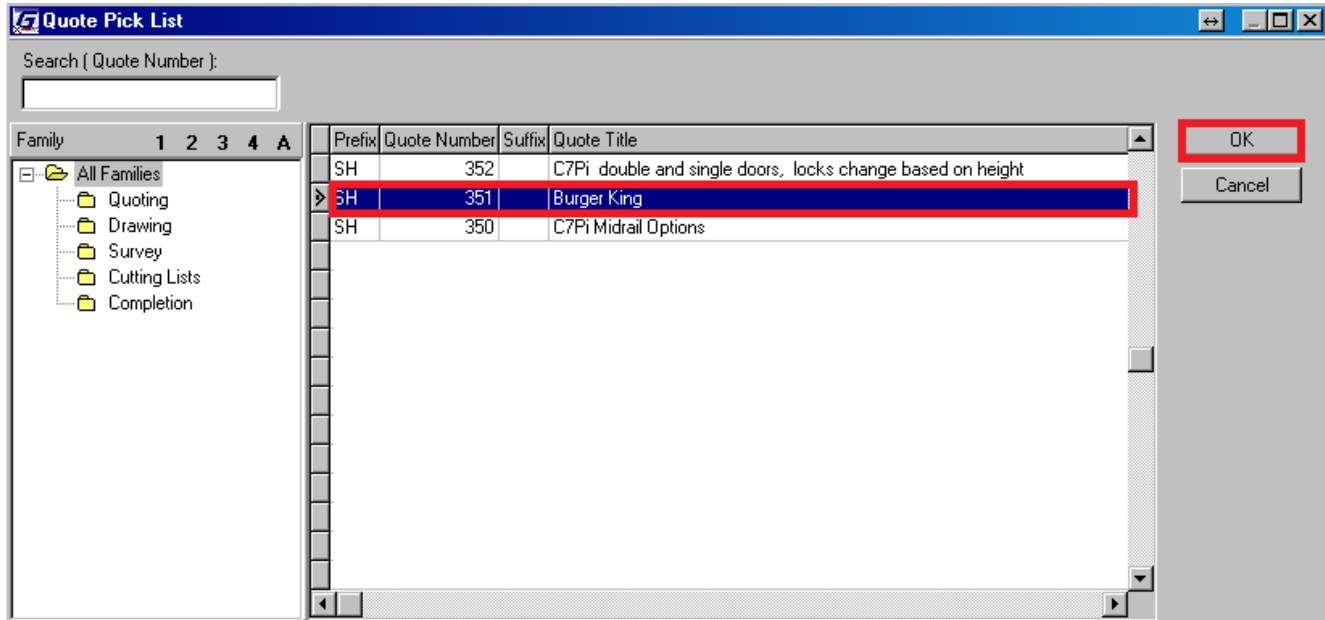 Quote Pick List
Search ( Quote Number ):
Family 1 2 3 4 A
All Families
Quoting
Drawing
Survey
Cutting Lists
Completion
Prefix Quote Number Suffix Quote Title
SH 352 C7Pi double and single doors, locks change based on height
SH 351 Burger King
SH 350 C7Pi Midrail Options
OK
Cancel